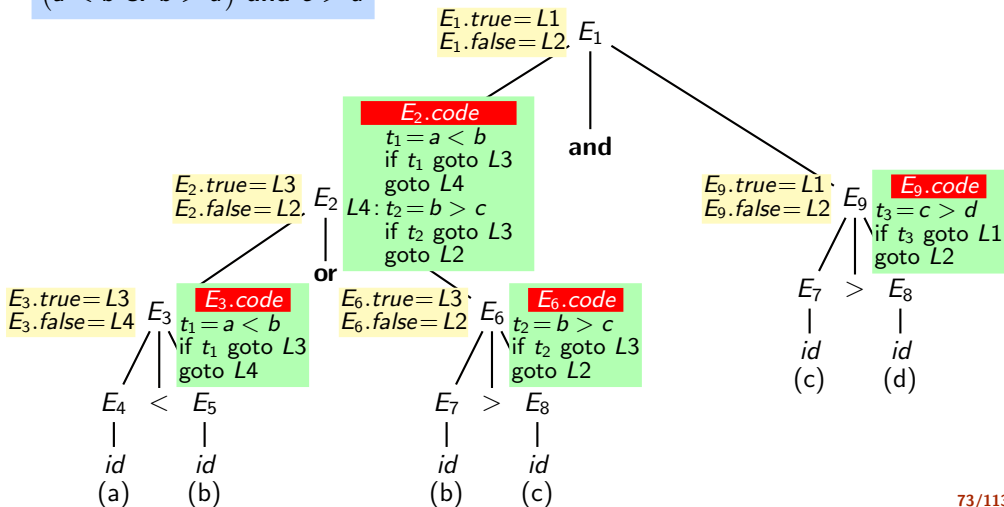 (a < b or b > ) and c >
E₁.true=L1
E₁.false=L2
E₁
E₂.code
t₁=a < b
if t₁ goto L3
goto L4
L4: t₂=b > c
if t₂ goto L3
goto L2
and
E₂.true=L3
E₂.false=L2
E₂
or
E₉.true=L1
E₉.false=L2
E₉
E₉.code
t₃=c > d
if t₃ goto L1
goto L2
E₃.true=L3
E₃.false=L4
E₃
E₃.code
t₁=a < b
if t₁ goto L3
goto L4
E₆.true=L3
E₆.false=L2
E₆
E₆.code
t₂=b > c
if t₂ goto L3
goto L2
E₇ > E₈
id id
(c) (d)
E₄ < E₅
id id
(a) (b)
E₇ > E₈
id id
(b) (c)
73/113